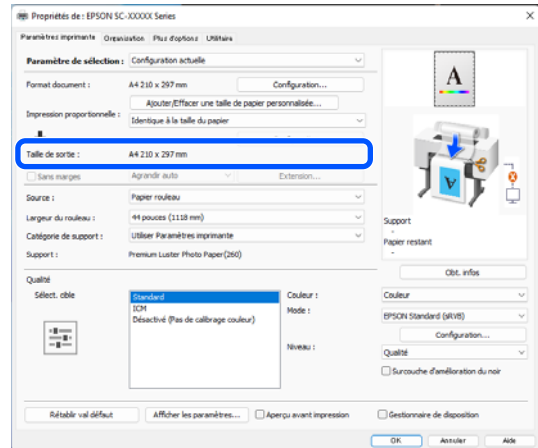 Propriétés de : EPSON SC-XXXXX Series
Paramètres imprimante Organisation Plus d'options Utilitaire
Paramètre de sélection : Configuration actuelle
Format document : A4 210 x 297 mm Configuration...
Ajouter/Effacer une taille de papier personnalisée...
Impression proportionnelle : Identique à la taille du papier
Taille de sortie : A4 210 x 297 mm
Sans marges Agrandir auto Extension...
Source : Papier rouleau
Largeur du rouleau : 44 pouces (1118 mm)
Catégorie de support : Utiliser Paramètres imprimante
Support : Premium Luster Photo Paper(260)
A
A
Support
-
Papier restant
-
Obt. infos
Qualité
Sélect. cible
Standard
ICM
Désactivé (Pas de calibrage couleur)
Couleur : Couleur
Mode : EPSON Standard (sRVB)
Configuration...
Niveau : Qualité
Surcouche d'amélioration du noir
Rétablir val défaut Afficher les paramètres... Aperçu avant impression Gestionnaire de disposition
OK Annuler Aide